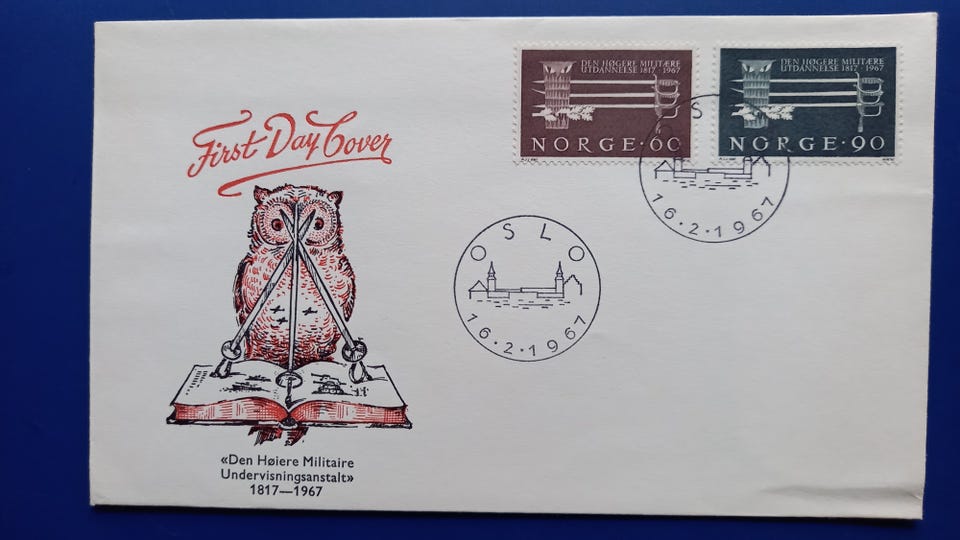 First Day Cover
DEN HØGERE MILITÆRE
UTDANNELSE 1817 · 1967
NORGE·60
DEN HØGERE MILITÆRE
UTDANNELSE 1817 · 1967
NORGE·90
OSLO
16·2·1967
OSLO
16·2·1967
«Den Høiere Militaire
Undervisningsanstalt»
1817—1967